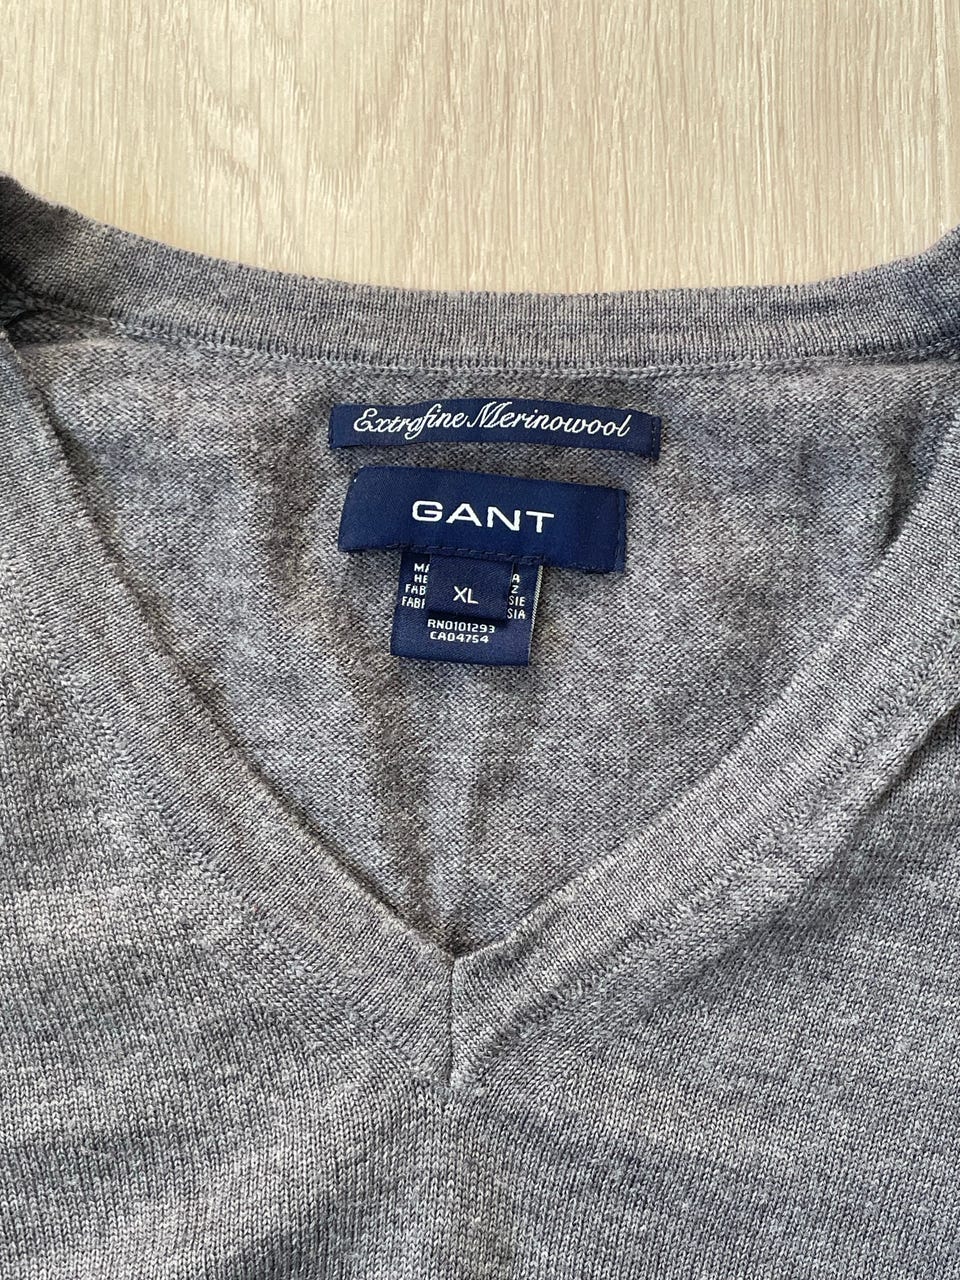 Extrafine Merinowool
GANT
XL
RN0101293
CA04754